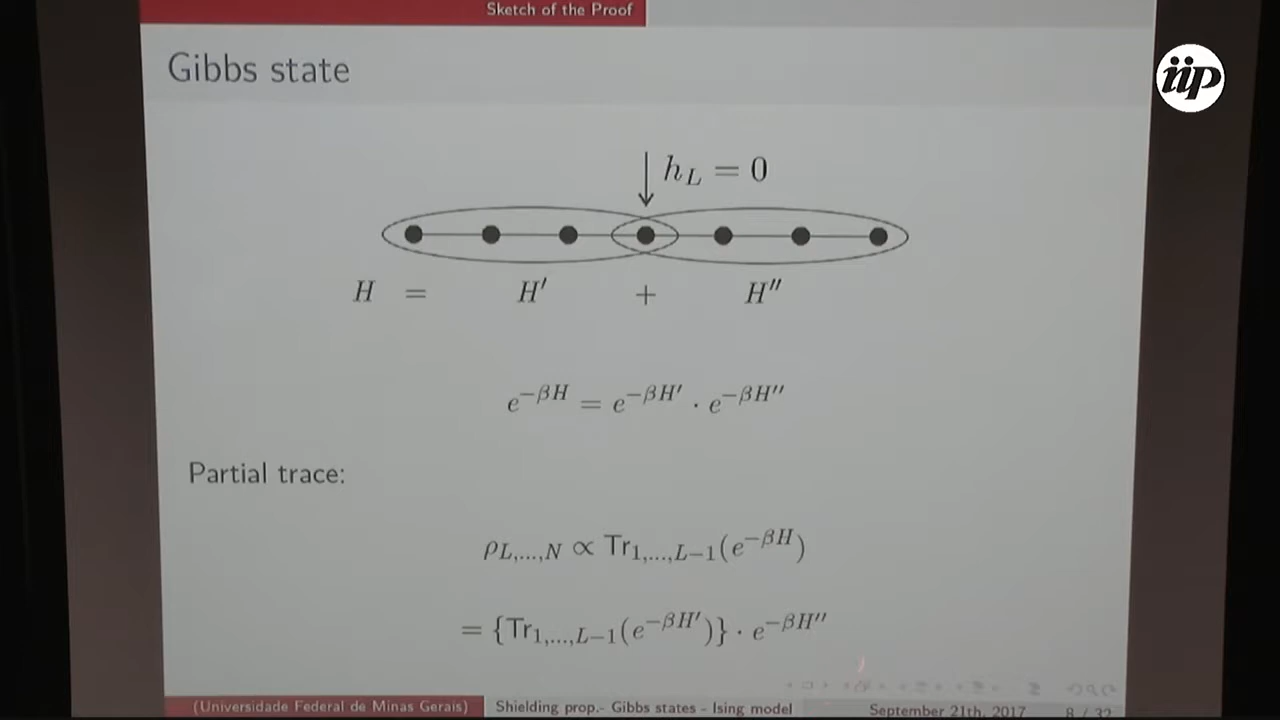 Sketch of the Proof
Gibbs state
iip
h_L = 0
H = H′ + H″
e^{−βH} = e^{−βH′} · e^{−βH″}
Partial trace:
ρ_{L,...,N} ∝ Tr_{1,...,L−1}(e^{−βH})
= {Tr_{1,...,L−1}(e^{−βH′})} · e^{−βH″}
(Universidade Federal de Minas Gerais) Shielding prop.- Gibbs states - Ising model September 21th, 2017 8 / 32